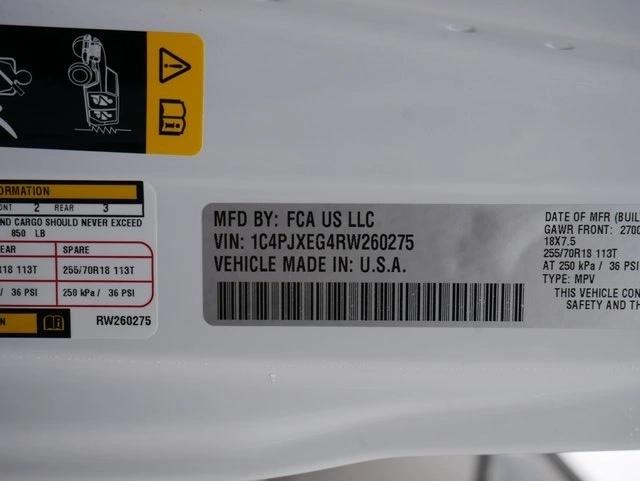 ORMATION
ONT 2 REAR 3
ND CARGO SHOULD NEVER EXCEED
850 LB
EAR SPARE
R18 113T 255/70R18 113T
/ 36 PSI 250 kPa / 36 PSI
N
RW260275
MFD BY: FCA US LLC
VIN: 1C4PJXEG4RW260275
VEHICLE MADE IN: U.S.A.
DATE OF MFR (BUIL
GAWR FRONT: 2700
18X7.5
255/70R18 113T
AT 250 kPa / 36 PSI
TYPE: MPV
THIS VEHICLE CON
SAFETY AND TH